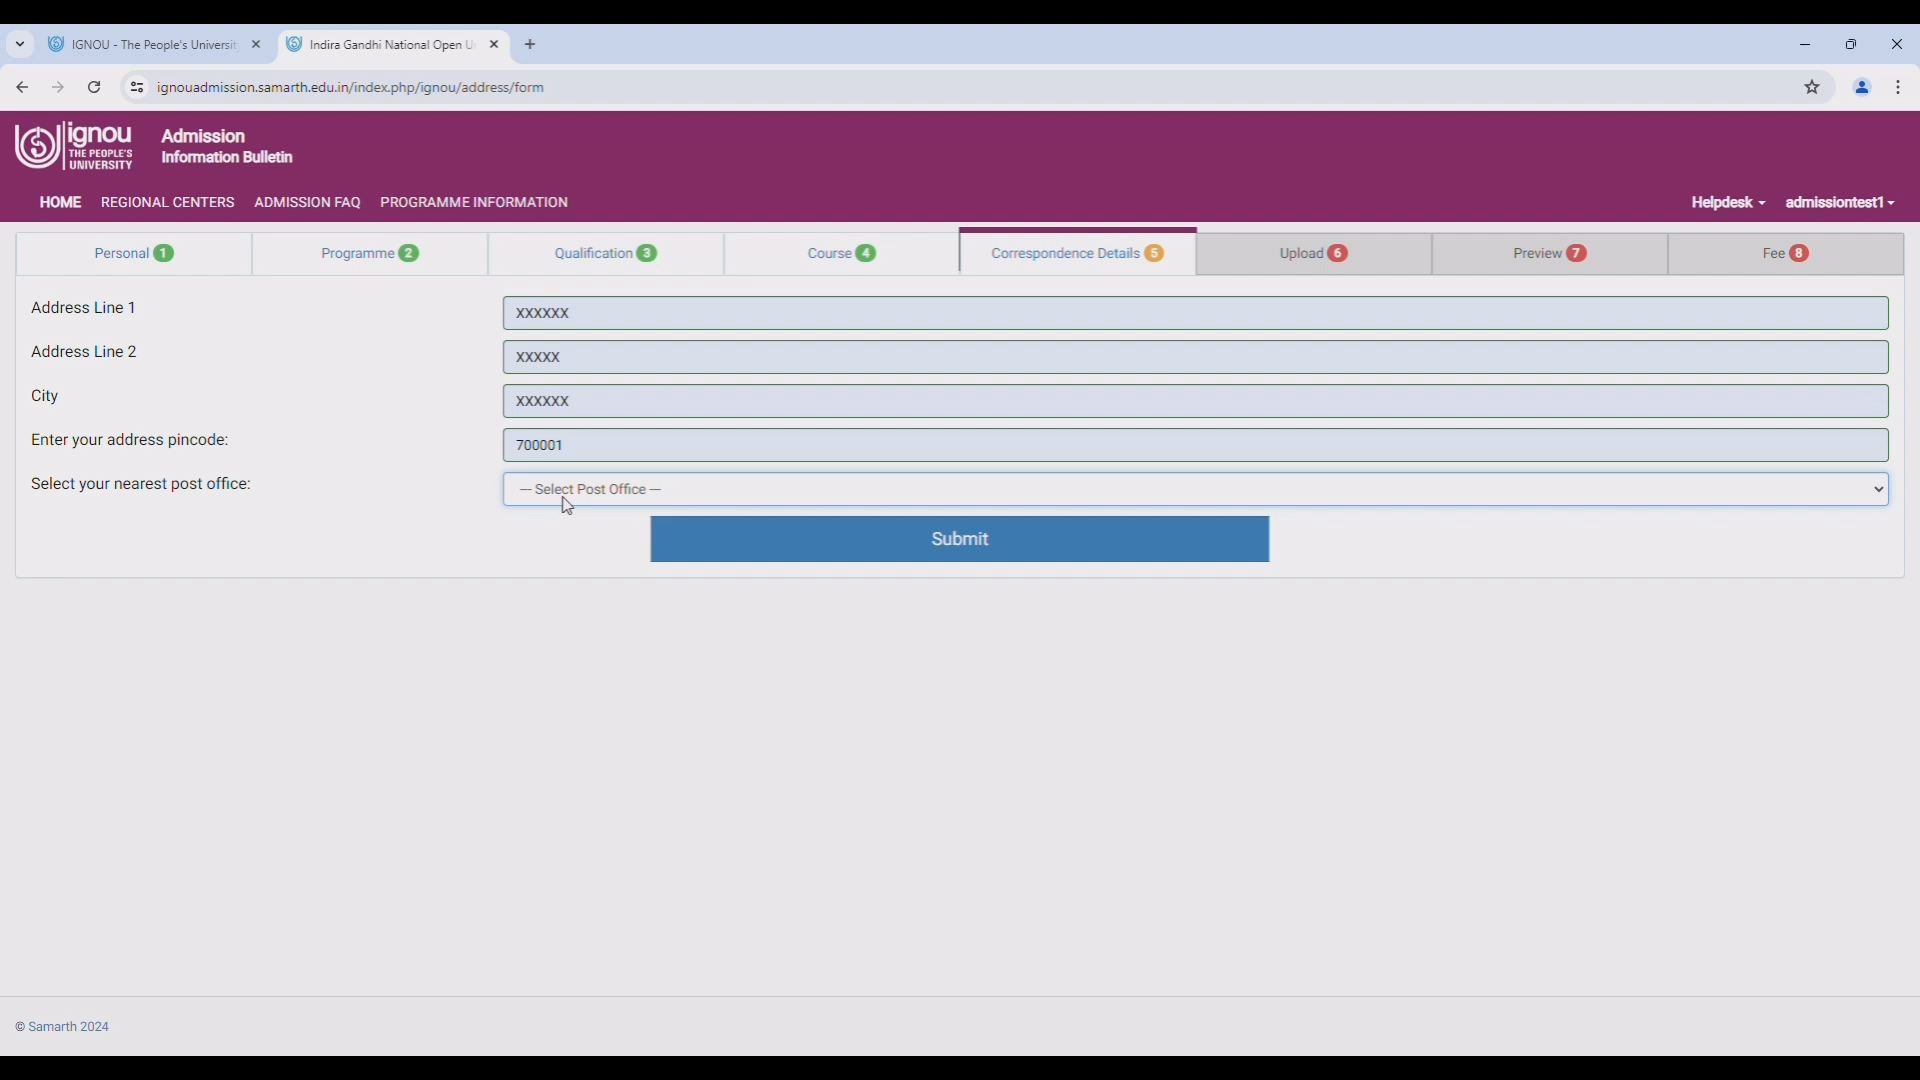 IGNOU - The People's Universit
Indira Gandhi National Open U
ignouadmission.samarth.edu.in/index.php/ignou/address/form
ignou
THE PEOPLE'S
UNIVERSITY
Admission
Information Bulletin
HOME REGIONAL CENTERS ADMISSION FAQ PROGRAMME INFORMATION Helpdesk admissiontest1
Personal 1 Programme 2 Qualification 3 Course 4 Correspondence Details 5 Upload 6 Preview 7 Fee 8
Address Line 1 XXXXXX
Address Line 2 XXXXX
City XXXXXX
Enter your address pincode: 700001
Select your nearest post office: --- Select Post Office ---
Submit
© Samarth 2024